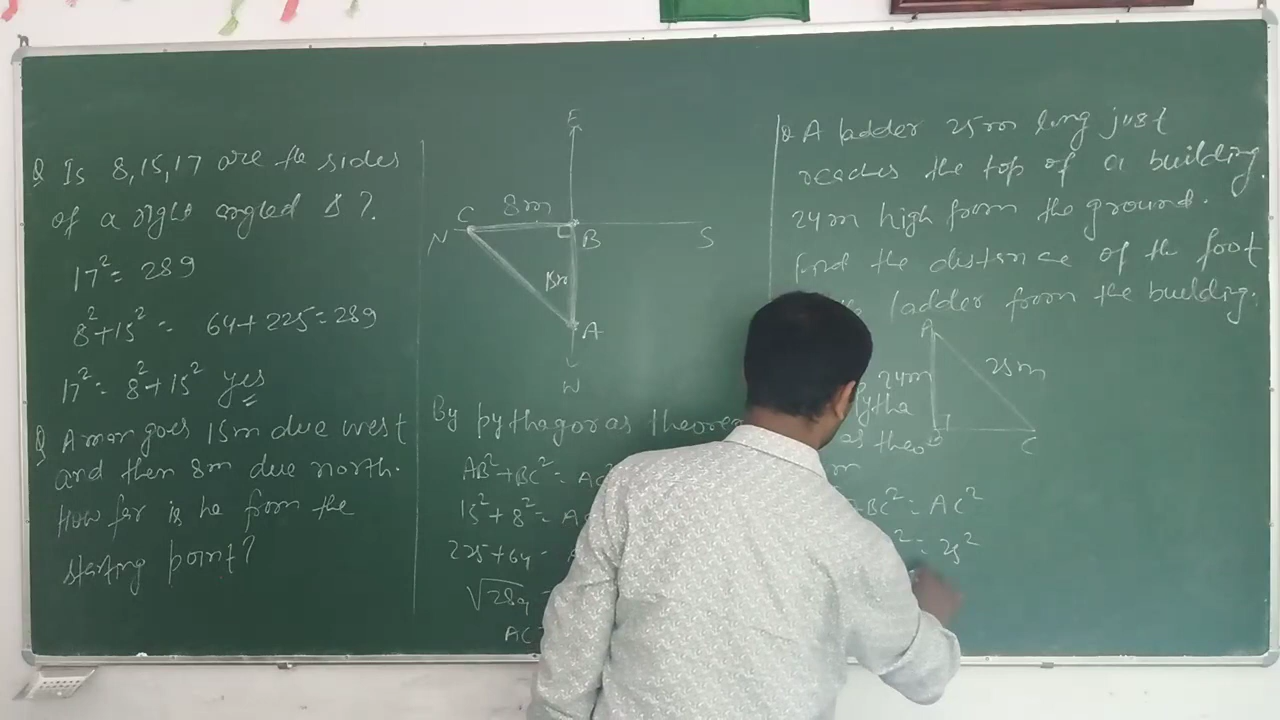 Q Is 8,15,17 are the sides
of a right angled Δ?
17² = 289
8²+15² = 64+225=289
17² = 8²+15² yes
Q A man goes 15m due west
and then 8m due north.
How far is he from the
starting point?
E
C 8m
N B S
15m
A
W
By pythagoras theorem
AB²+BC² = AC²
15²+8² = A
225+64 =
√289 =
AC =
Q A ladder 25m long just
reaches the top of a building.
24m high from the ground.
find the distance of the foot
ladder from the building.
A
24m 25m
ytha
B C
as theo
m
BC² = AC²
² = 25²